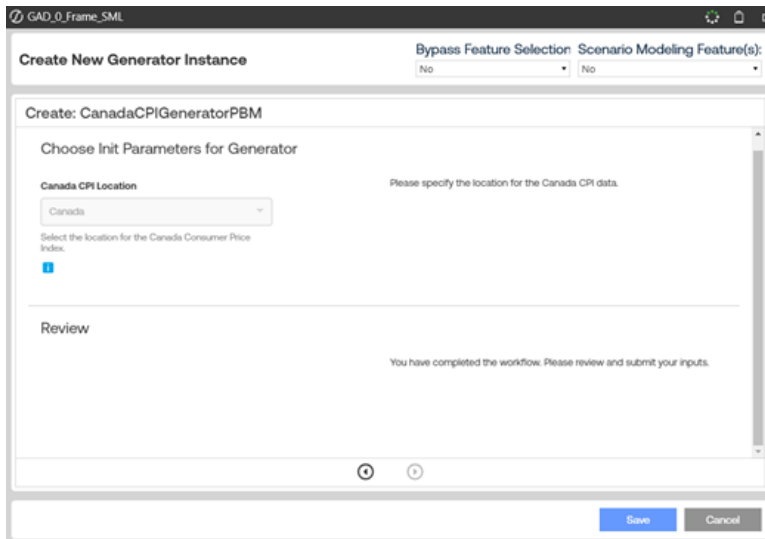 GAD_0_Frame_SML
Create New Generator Instance
Bypass Feature Selection: Scenario Modeling Feature(s):
No
No
Create: CanadaCPIGeneratorPBM
Choose Init Parameters for Generator
Canada CPI Location
Please specify the location for the Canada CPI data.
Canada
Select the location for the Canada Consumer Price
Index.
i
Review
You have completed the workflow. Please review and submit your inputs.
Save
Cancel